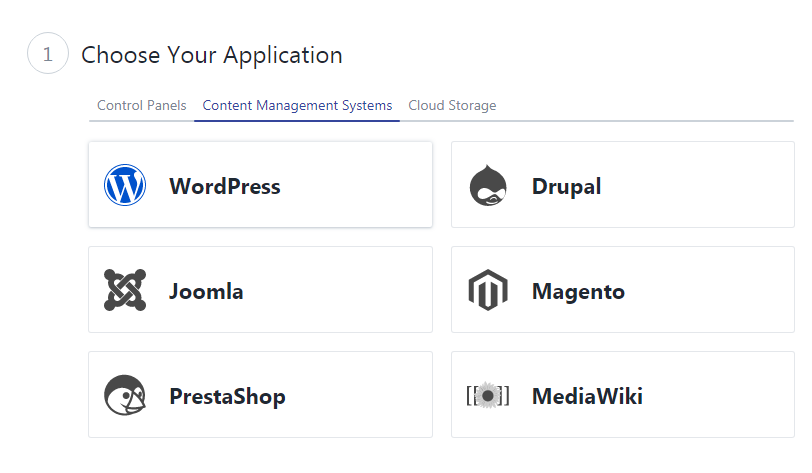 1 Choose Your Application
Control Panels Content Management Systems Cloud Storage
WordPress Drupal
Joomla Magento
PrestaShop MediaWiki